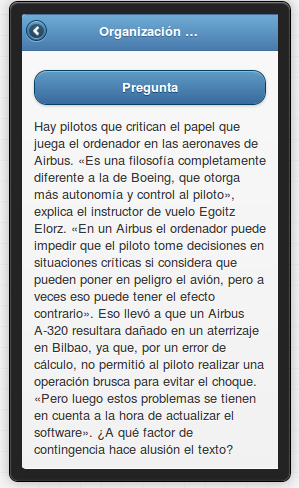 Organización ...
Pregunta
Hay pilotos que critican el papel que
juega el ordenador en las aeronaves de
Airbus. «Es una filosofía completamente
diferente a la de Boeing, que otorga
más autonomía y control al piloto»,
explica el instructor de vuelo Egoitz
Elorz. «En un Airbus el ordenador puede
impedir que el piloto tome decisiones en
situaciones críticas si considera que
pueden poner en peligro el avión, pero a
veces eso puede tener el efecto
contrario». Eso llevó a que un Airbus
A-320 resultara dañado en un aterrizaje
en Bilbao, ya que, por un error de
cálculo, no permitió al piloto realizar una
operación brusca para evitar el choque.
«Pero luego estos problemas se tienen
en cuenta a la hora de actualizar el
software». ¿A qué factor de
contingencia hace alusión el texto?